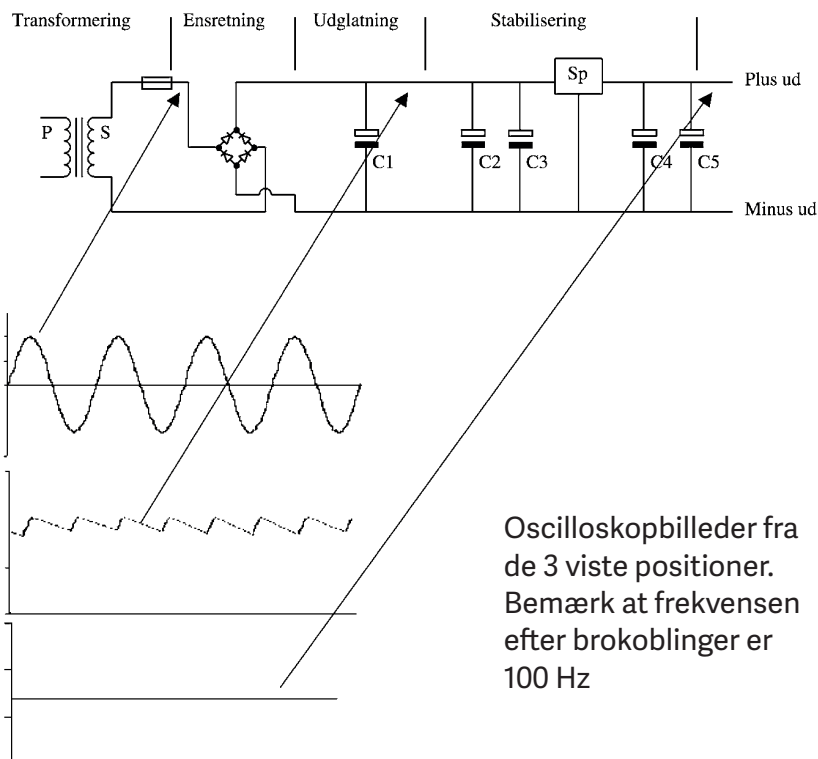 Transformering Ensretning Udglatning Stabilisering
Sp
Plus ud
P S
C1 C2 C3 C4 C5
Minus ud
Oscilloskopbilleder fra
de 3 viste positioner.
Bemærk at frekvensen
efter brokoblinger er
100 Hz